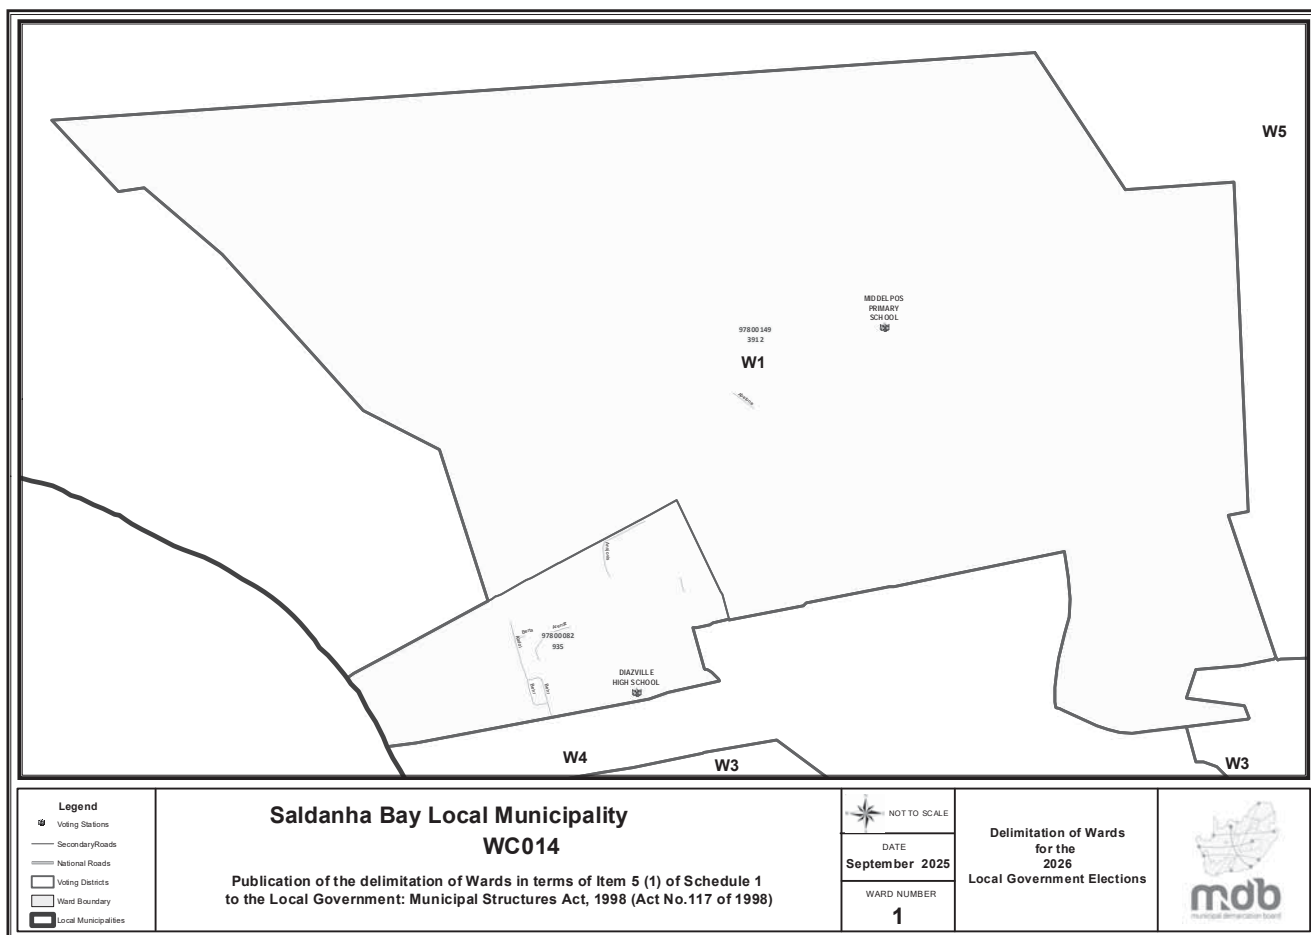 W5
MIDDELPOS
PRIMARY
SCHOOL
97800149
3912
W1
97800082
935
DIAZVILLE
HIGH SCHOOL
W4
W3
W3
Legend
Voting Stations
SecondaryRoads
National Roads
Voting Districts
Ward Boundary
Local Municipalities
Saldanha Bay Local Municipality
WC014
Publication of the delimitation of Wards in terms of Item 5 (1) of Schedule 1
to the Local Government: Municipal Structures Act, 1998 (Act No.117 of 1998)
NOT TO SCALE
DATE
September 2025
WARD NUMBER
1
Delimitation of Wards
for the
2026
Local Government Elections
mdb
municipal demarcation board